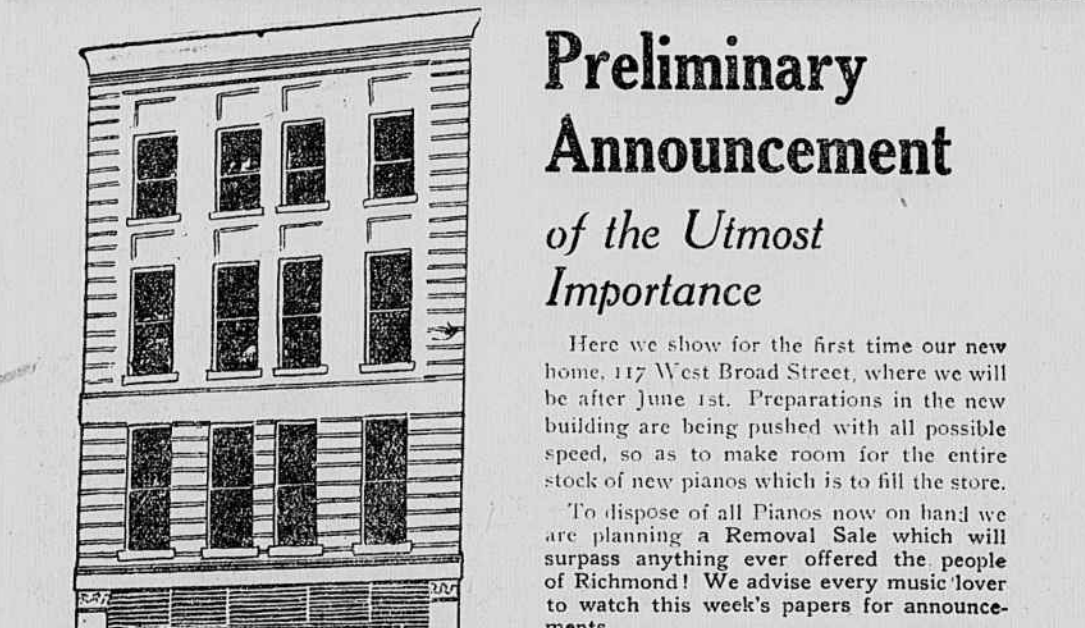 Preliminary
Announcement
of the Utmost
Importance
Here we show for the first time our new
home, 117 West Broad Street, where we will
be after June 1st. Preparations in the new
building are being pushed with all possible
speed, so as to make room for the entire
stock of new pianos which is to fill the store.
To dispose of all Pianos now on hand we
are planning a Removal Sale which will
surpass anything ever offered the people
of Richmond! We advise every music lover
to watch this week's papers for announce-
ments